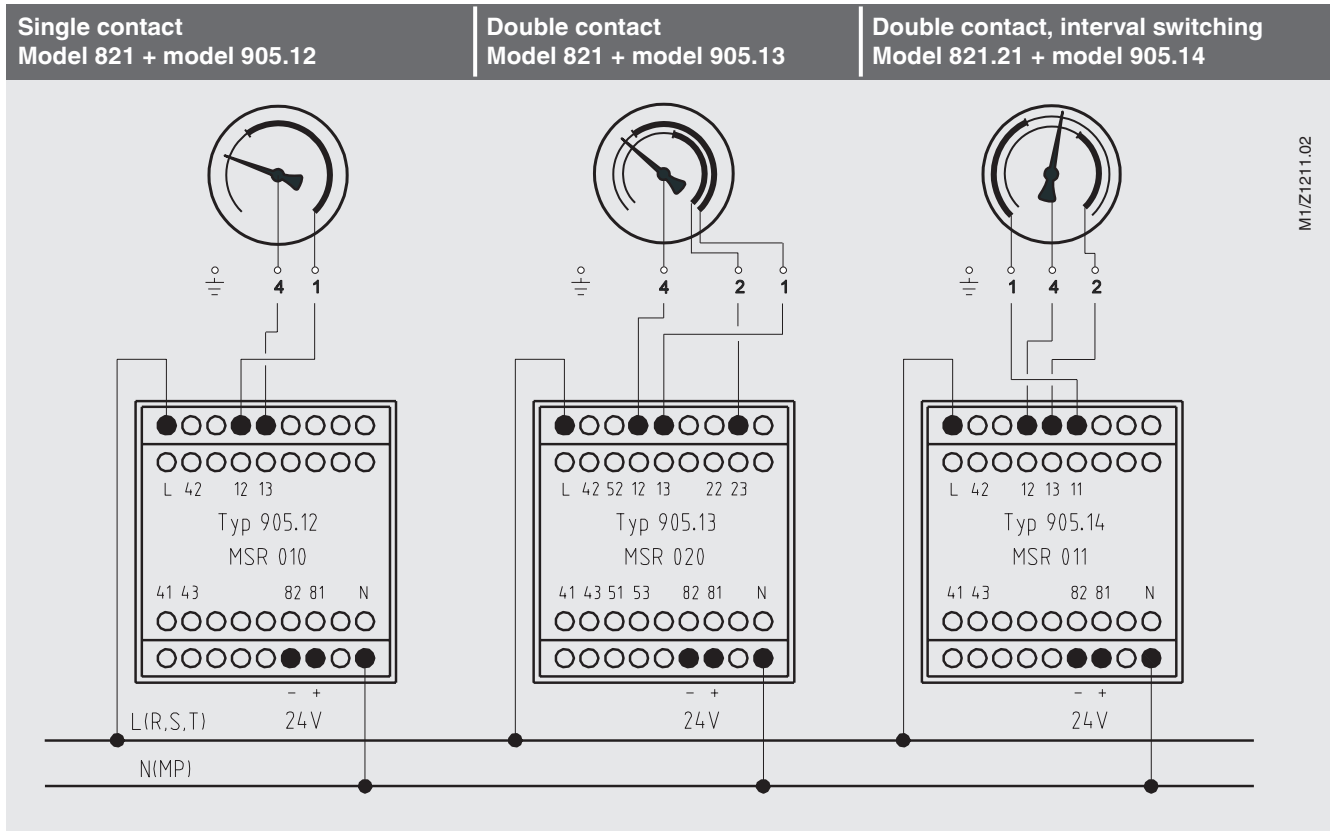 Single contact
Model 821 + model 905.12
Double contact
Model 821 + model 905.13
Double contact, interval switching
Model 821.21 + model 905.14
M1/Z1211.02
4 1
4 2 1
1 4 2
L 42 12 13
Typ 905.12
MSR 010
41 43 82 81 N
- +
24V
L 42 52 12 13 22 23
Typ 905.13
MSR 020
41 43 51 53 82 81 N
- +
24V
L 42 12 13 11
Typ 905.14
MSR 011
41 43 82 81 N
- +
24V
L(R,S,T)
N(MP)